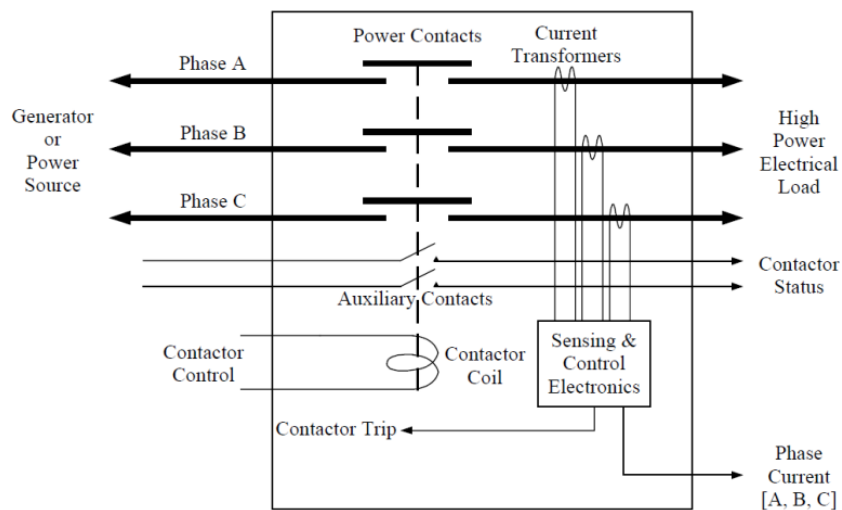 Power Contacts
Current
Transformers
Phase A
Generator
or
Power
Source
Phase B
High
Power
Electrical
Load
Phase C
Contactor
Status
Auxiliary Contacts
Contactor
Control
Contactor
Coil
Sensing &
Control
Electronics
Contactor Trip
Phase
Current
[A, B, C]